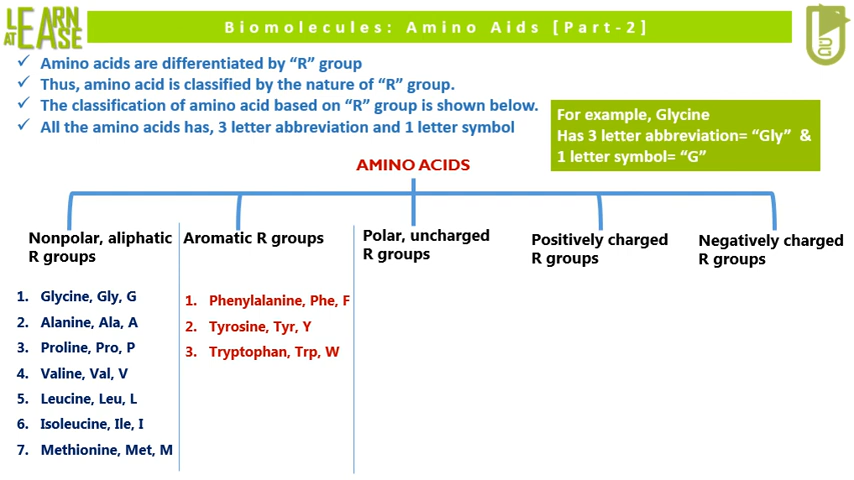 LEARN
AT EASE
Biomolecules: Amino Aids [Part-2]
✓ Amino acids are differentiated by “R” group
✓ Thus, amino acid is classified by the nature of “R” group.
✓ The classification of amino acid based on “R” group is shown below.
✓ All the amino acids has, 3 letter abbreviation and 1 letter symbol
For example, Glycine
Has 3 letter abbreviation= “Gly” &
1 letter symbol= “G”
AMINO ACIDS
Nonpolar, aliphatic
R groups
1. Glycine, Gly, G
2. Alanine, Ala, A
3. Proline, Pro, P
4. Valine, Val, V
5. Leucine, Leu, L
6. Isoleucine, Ile, I
7. Methionine, Met, M
Aromatic R groups
1. Phenylalanine, Phe, F
2. Tyrosine, Tyr, Y
3. Tryptophan, Trp, W
Polar, uncharged
R groups
Positively charged
R groups
Negatively charged
R groups